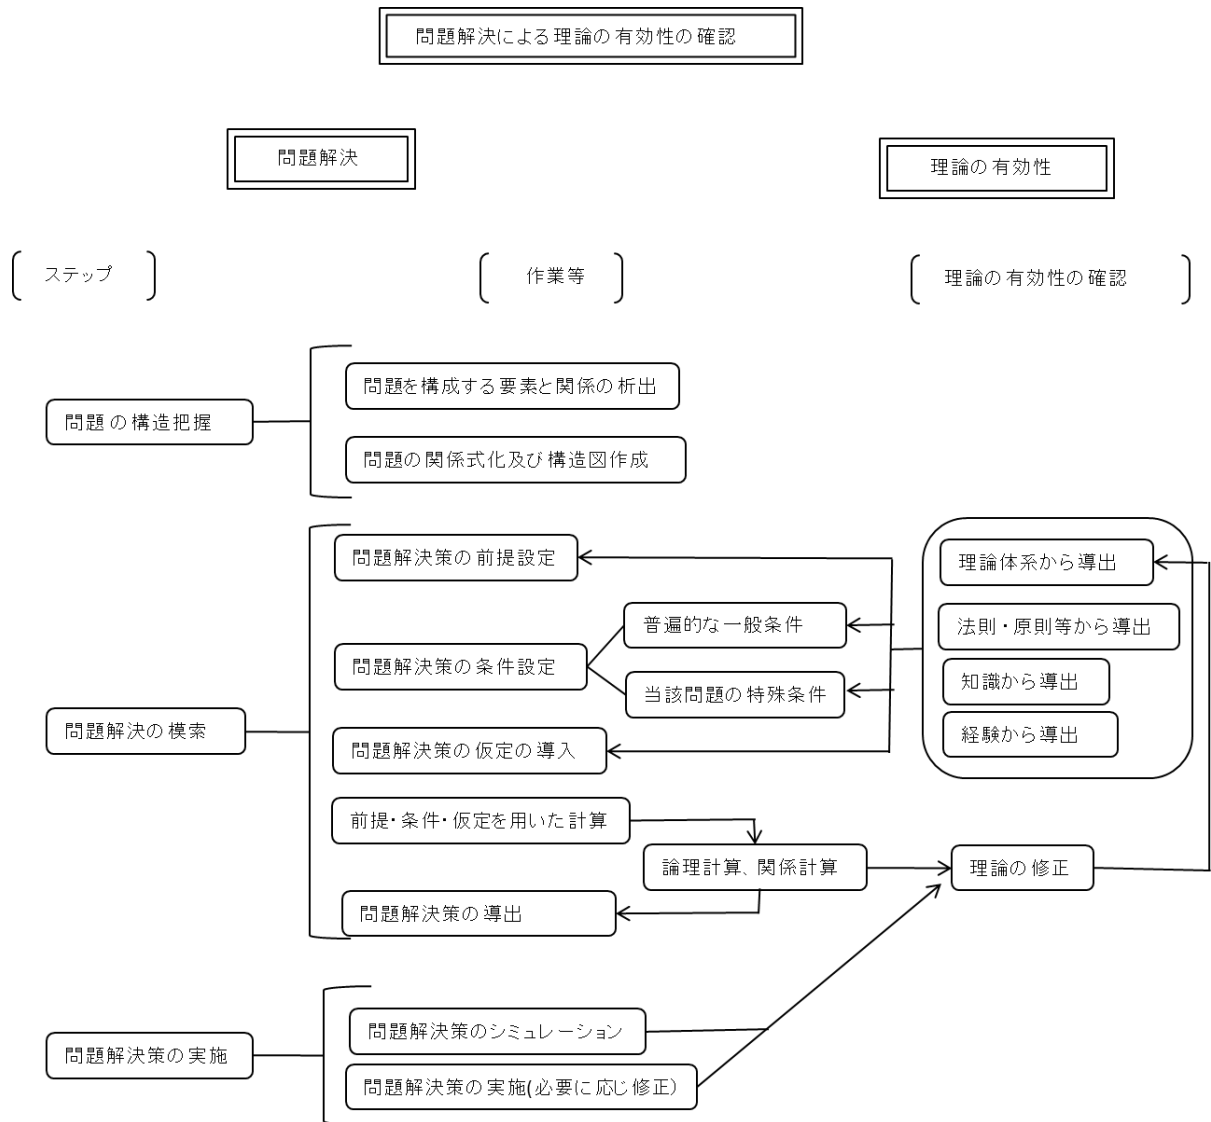 問題解決による理論の有効性の確認
問題解決
理論の有効性
ステップ
作業等
理論の有効性の確認
問題の構造把握
問題を構成する要素と関係の析出
問題の関係式化及び構造図作成
問題解決の模索
問題解決策の前提設定
問題解決策の条件設定
普遍的な一般条件
当該問題の特殊条件
問題解決策の仮定の導入
前提・条件・仮定を用いた計算
論理計算、関係計算
問題解決策の導出
理論体系から導出
法則・原則等から導出
知識から導出
経験から導出
理論の修正
問題解決策の実施
問題解決策のシミュレーション
問題解決策の実施(必要に応じ修正)